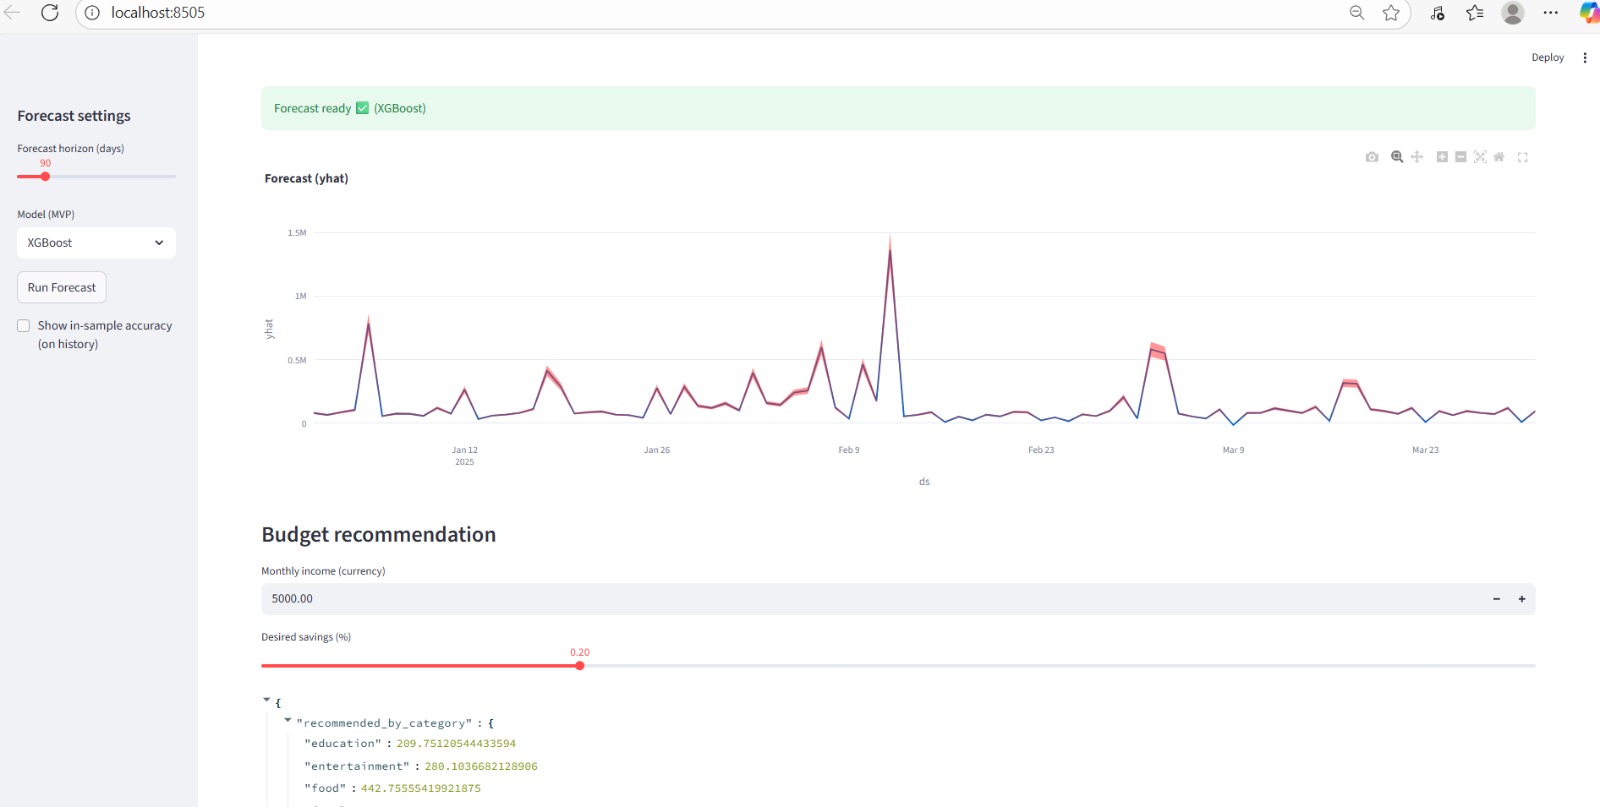 localhost:8505
Deploy
Forecast settings
Forecast horizon (days)
90
Model (MVP)
XGBoost
Run Forecast
Show in-sample accuracy
(on history)
Forecast ready ✅ (XGBoost)
Forecast (yhat)
1.5M
1M
0.5M
0
yhat
Jan 12
2025
Jan 26
Feb 9
Feb 23
Mar 9
Mar 23
ds
Budget recommendation
Monthly income (currency)
5000.00
Desired savings (%)
0.20
{
"recommended_by_category" : {
"education" : 209.75120544433594
"entertainment" : 280.1036682128906
"food" : 442.75555419921875